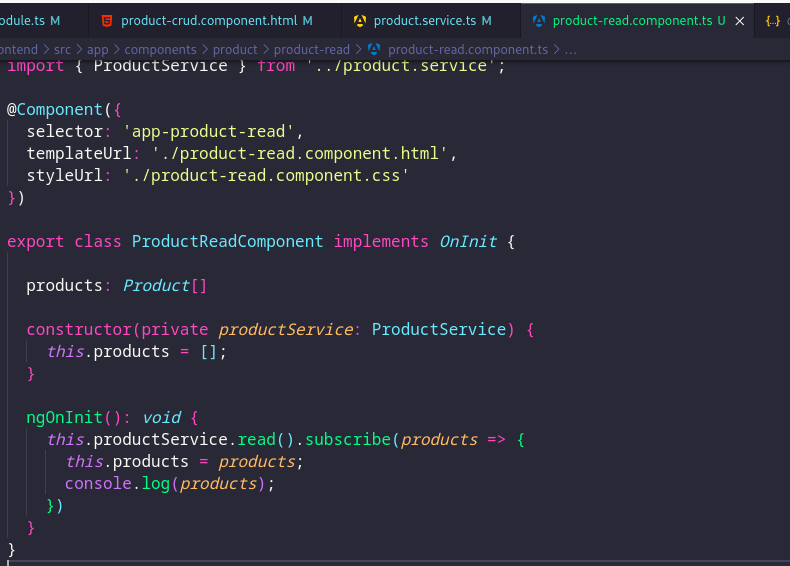 odule.ts M product-crud.component.html M product.service.ts M product-read.component.ts U × {..}
ontend > src > app > components > product > product-read > product-read.component.ts > ...
import { ProductService } from '../product.service';
@Component({
selector: 'app-product-read',
templateUrl: './product-read.component.html',
styleUrl: './product-read.component.css'
})
export class ProductReadComponent implements OnInit {
products: Product[]
constructor(private productService: ProductService) {
this.products = [];
}
ngOnInit(): void {
this.productService.read().subscribe(products => {
this.products = products;
console.log(products);
})
}
}